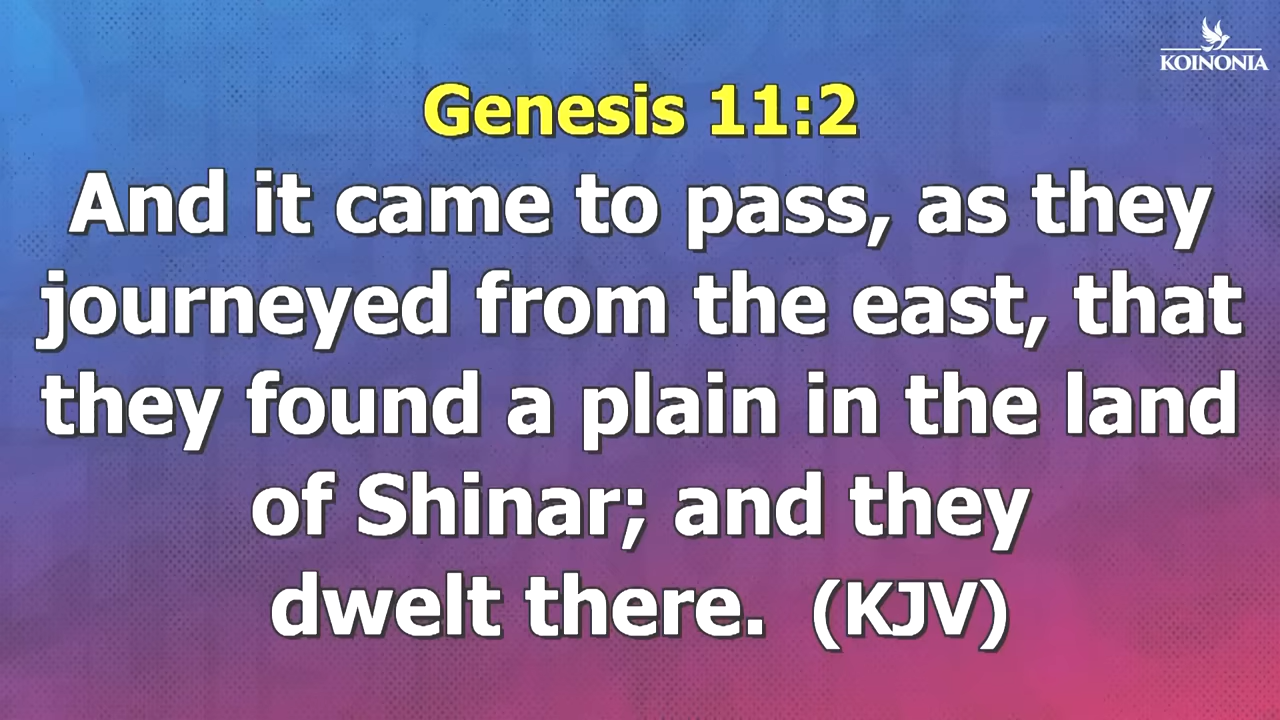 KOINONIA
Genesis 11:2
And it came to pass, as they
journeyed from the east, that
they found a plain in the land
of Shinar; and they
dwelt there.  (KJV)